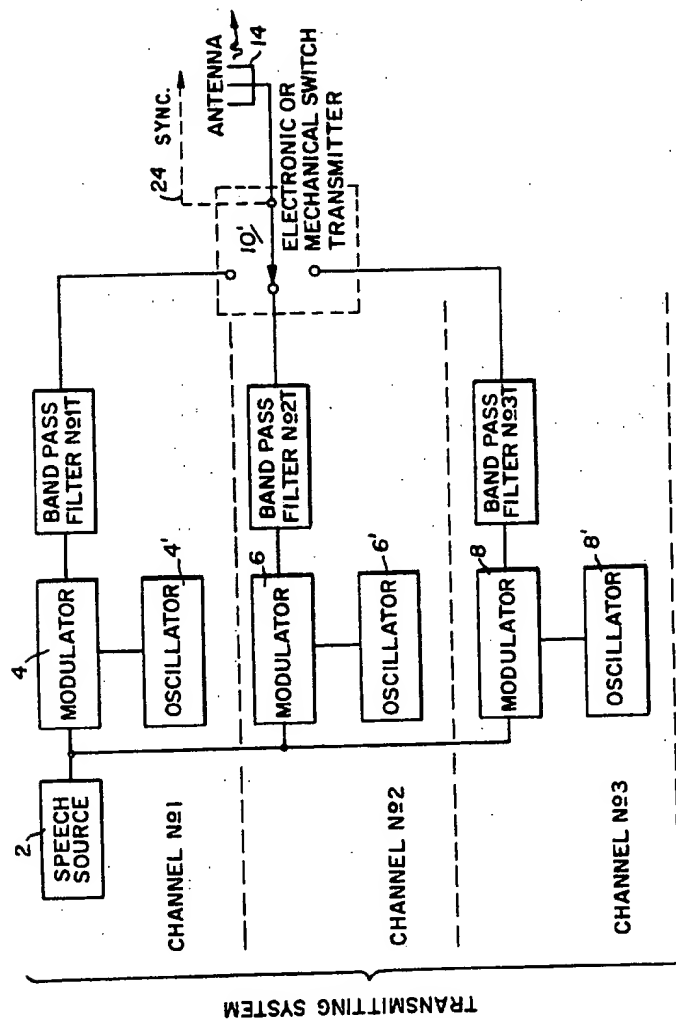 TRANSMITTING SYSTEM
2
SPEECH
SOURCE
CHANNEL №1
4
MODULATOR
4'
OSCILLATOR
BAND PASS
FILTER №1T
CHANNEL №2
6
MODULATOR
6'
OSCILLATOR
BAND PASS
FILTER №2T
CHANNEL №3
8
MODULATOR
8'
OSCILLATOR
BAND PASS
FILTER №3T
24
SYNC.
10'
ELECTRONIC OR
MECHANICAL SWITCH
TRANSMITTER
ANTENNA
14